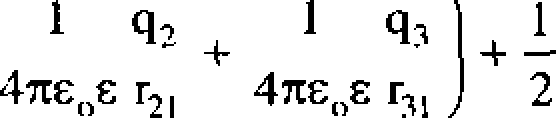 1 q₂ / 4πε₀ε r₂₁ + 1 q₃ / 4πε₀ε r₃₁ ) + 1/2